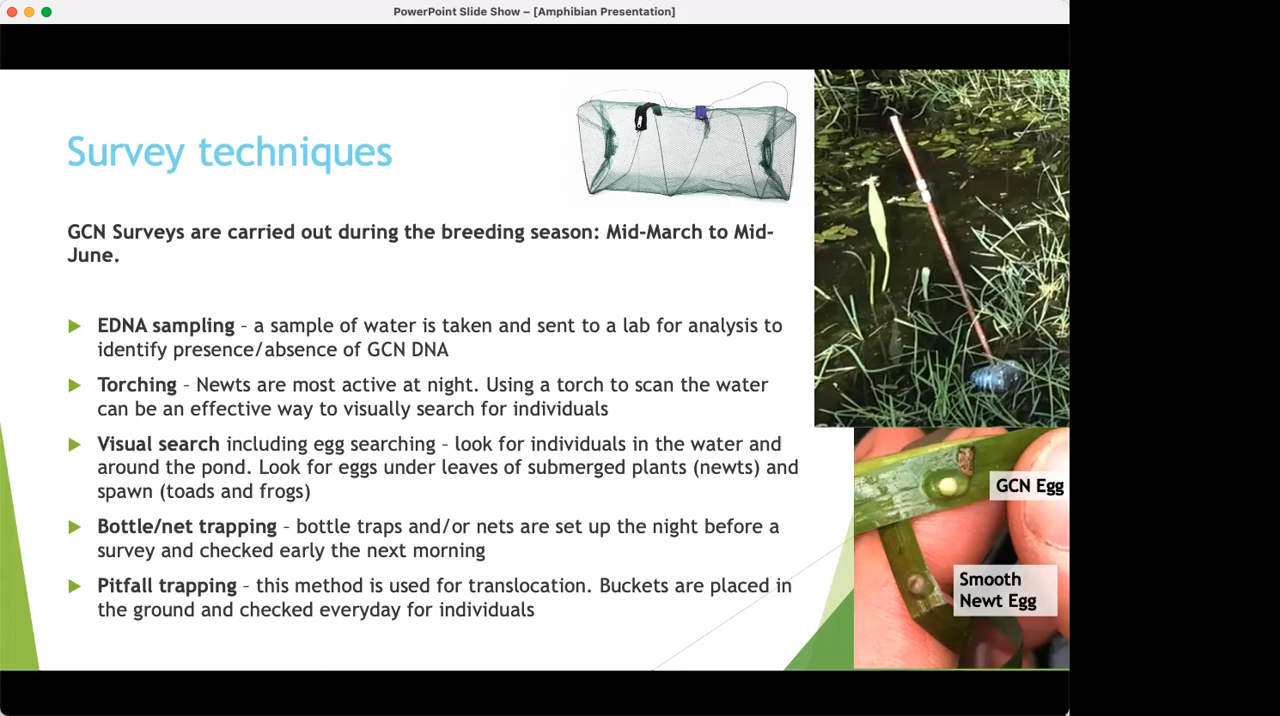 PowerPoint Slide Show – [Amphibian Presentation]
Survey techniques
GCN Surveys are carried out during the breeding season: Mid-March to Mid-
June.
EDNA sampling – a sample of water is taken and sent to a lab for analysis to
identify presence/absence of GCN DNA
Torching – Newts are most active at night. Using a torch to scan the water
can be an effective way to visually search for individuals
Visual search including egg searching – look for individuals in the water and
around the pond. Look for eggs under leaves of submerged plants (newts) and
spawn (toads and frogs)
Bottle/net trapping – bottle traps and/or nets are set up the night before a
survey and checked early the next morning
Pitfall trapping – this method is used for translocation. Buckets are placed in
the ground and checked everyday for individuals
GCN Egg
Smooth
Newt Egg